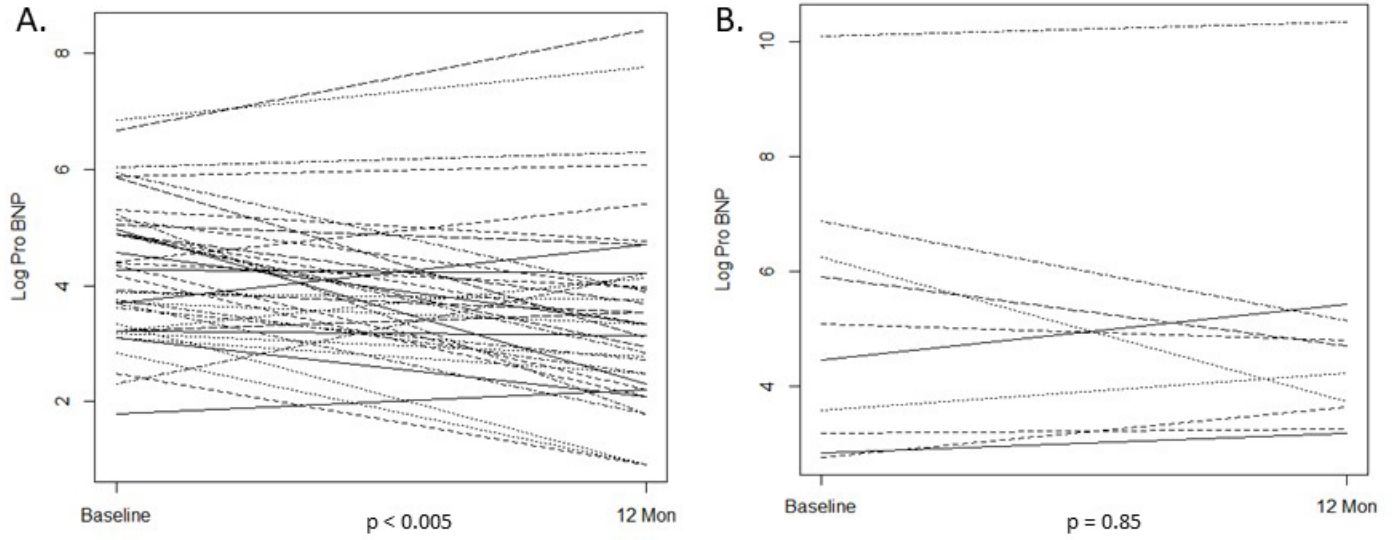 A.
Log Pro BNP
8
6
4
2
Baseline
12 Mon
p < 0.005
B.
Log Pro BNP
10
8
6
4
Baseline
12 Mon
p = 0.85